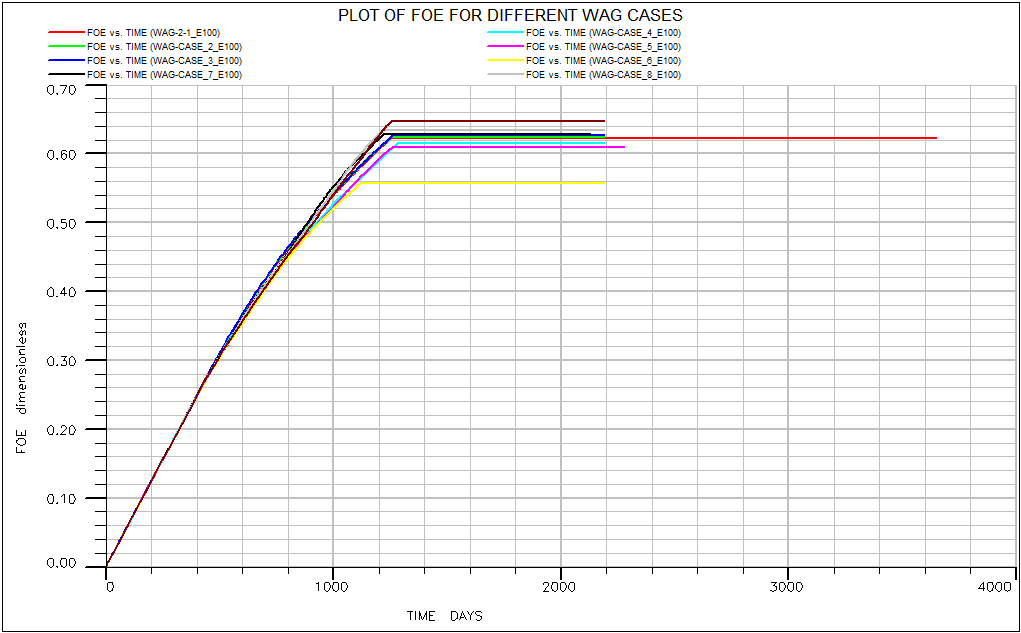 PLOT OF FOE FOR DIFFERENT WAG CASES
FOE vs. TIME (WAG-2-1_E100)
FOE vs. TIME (WAG-CASE_2_E100)
FOE vs. TIME (WAG-CASE_3_E100)
FOE vs. TIME (WAG-CASE_7_E100)
FOE vs. TIME (WAG-CASE_4_E100)
FOE vs. TIME (WAG-CASE_5_E100)
FOE vs. TIME (WAG-CASE_6_E100)
FOE vs. TIME (WAG-CASE_8_E100)
0.70
0.60
0.50
0.40
0.30
0.20
0.10
0.00
FOE dimensionless
0 1000 2000 3000 4000
TIME DAYS